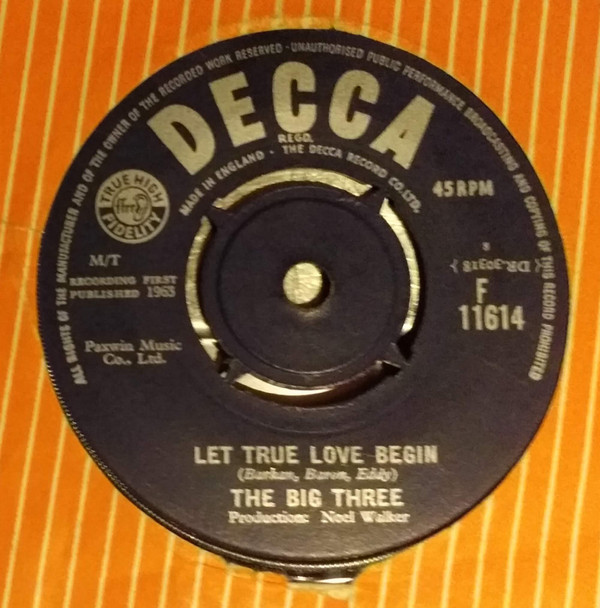 ALL RIGHTS OF THE MANUFACTURER AND OF THE OWNER OF THE RECORDED WORK RESERVED · UNAUTHORISED PUBLIC PERFORMANCE BROADCASTING AND COPYING OF THIS RECORD PROHIBITED
DECCA
REGD.
MADE IN ENGLAND · THE DECCA RECORD CO. LTD.
TRUE HIGH
ffrr
FIDELITY
45 RPM
M/T
RECORDING FIRST
PUBLISHED 1963
F
11614
Paxwin Music
Co., Ltd.
LET TRUE LOVE BEGIN
(Barkan, Baron, Eddy)
THE BIG THREE
Production: Noel Walker